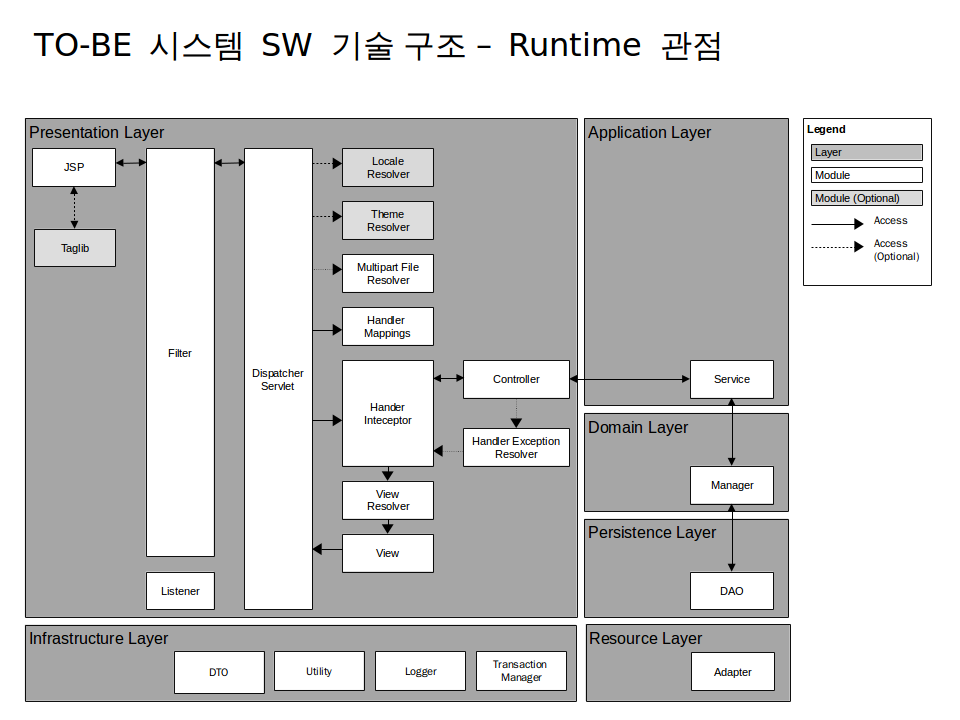 TO-BE 시스템 SW 기술 구조 – Runtime 관점
Presentation Layer
JSP
Taglib
Filter
Listener
Dispatcher
Servlet
Locale
Resolver
Theme
Resolver
Multipart File
Resolver
Handler
Mappings
Hander
Inteceptor
View
Resolver
View
Controller
Handler Exception
Resolver
Application Layer
Service
Domain Layer
Manager
Persistence Layer
DAO
Legend
Layer
Module
Module (Optional)
Access
Access
(Optional)
Infrastructure Layer
DTO
Utility
Logger
Transaction
Manager
Resource Layer
Adapter